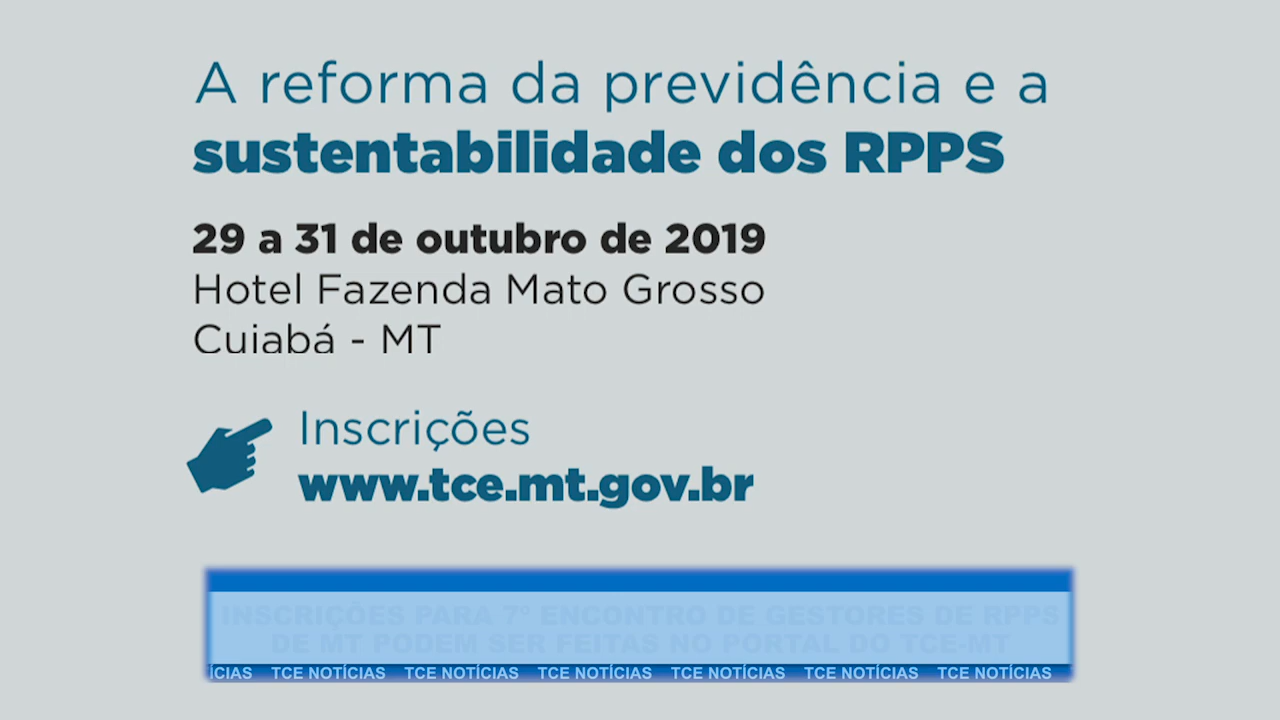 A reforma da previdência e a
sustentabilidade dos RPPS
29 a 31 de outubro de 2019
Hotel Fazenda Mato Grosso
Cuiabá - MT
Inscrições
www.tce.mt.gov.br
INSCRIÇÕES PARA 7º ENCONTRO DE GESTORES DE RPPS
DE MT PODEM SER FEITAS NO PORTAL DO TCE-MT
ÍCIAS TCE NOTÍCIAS TCE NOTÍCIAS TCE NOTÍCIAS TCE NOTÍCIAS TCE NOTÍCIAS TCE NOTÍCIAS